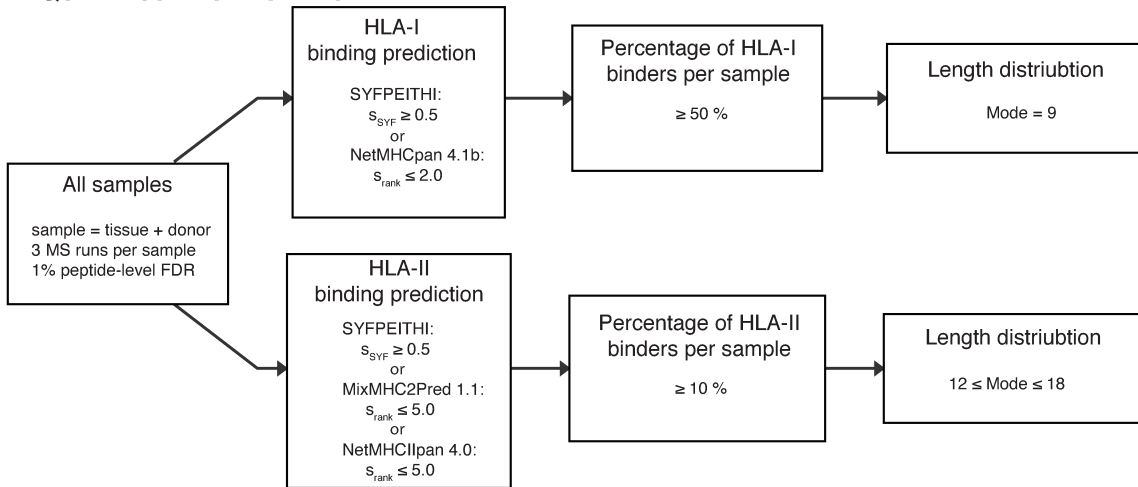 HLA-I
binding prediction
SYFPEITHI:
sSYF ≥ 0.5
or
NetMHCpan 4.1b:
srank ≤ 2.0
Percentage of HLA-I
binders per sample
≥ 50 %
Length distriubtion
Mode = 9
All samples
sample = tissue + donor
3 MS runs per sample
1% peptide-level FDR
HLA-II
binding prediction
SYFPEITHI:
sSYF ≥ 0.5
or
MixMHC2Pred 1.1:
srank ≤ 5.0
or
NetMHCIIpan 4.0:
srank ≤ 5.0
Percentage of HLA-II
binders per sample
≥ 10 %
Length distriubtion
12 ≤ Mode ≤ 18